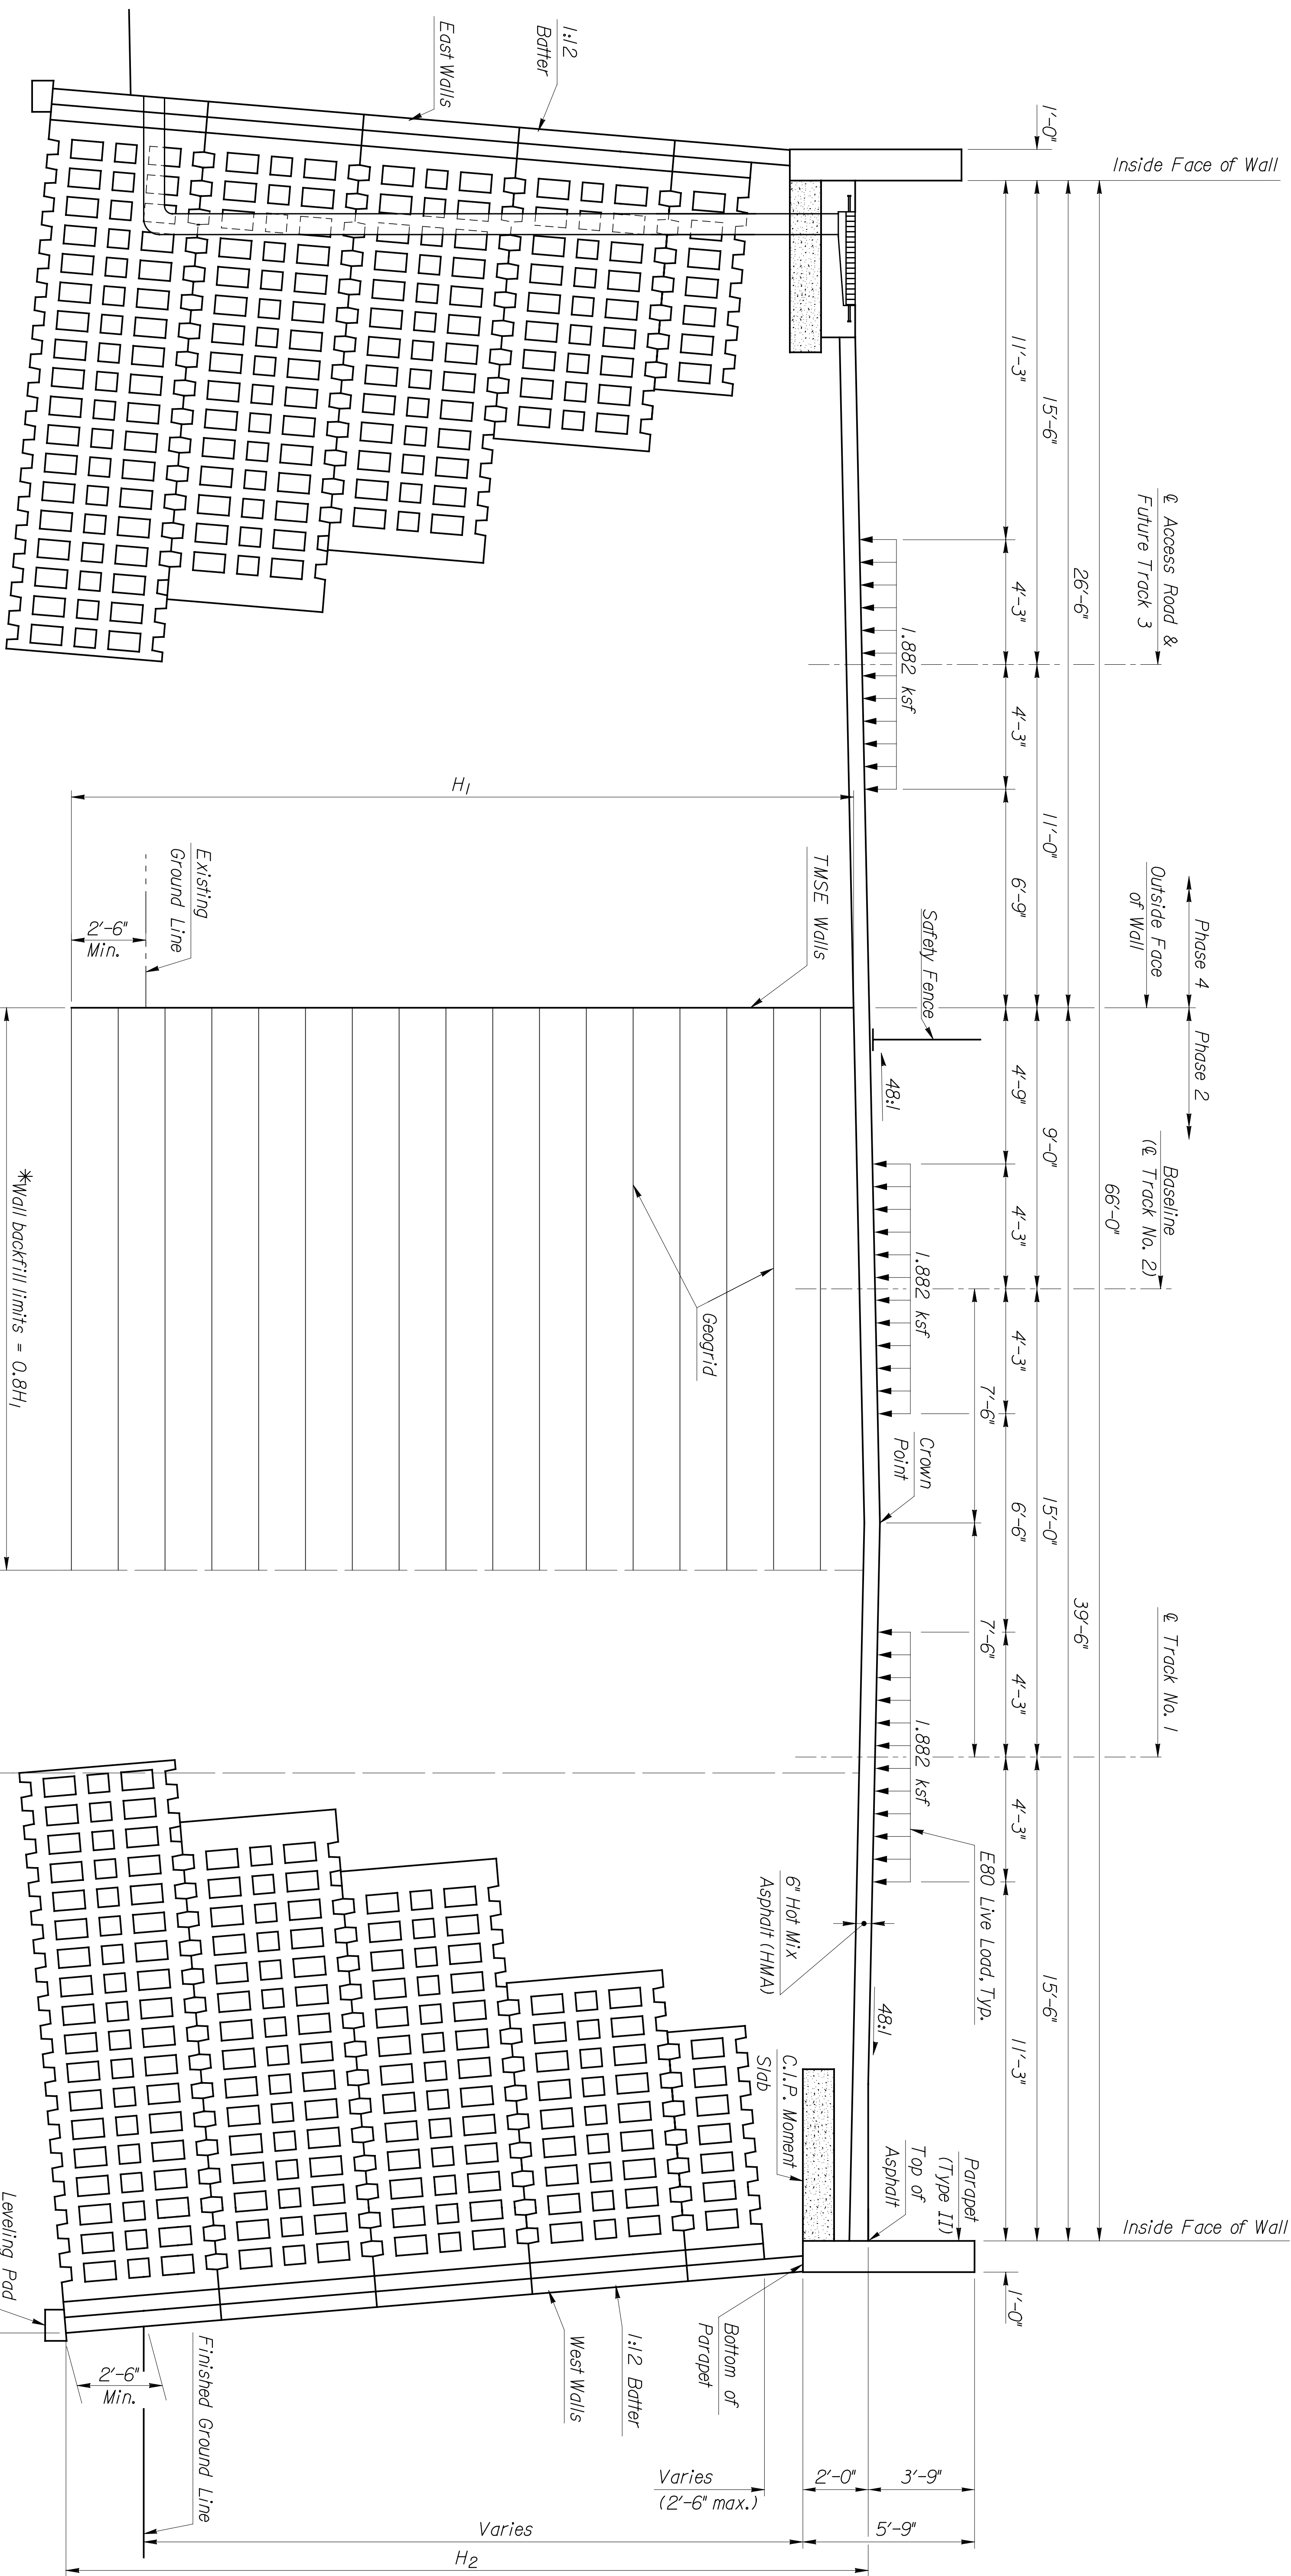 Inside Face of Wall
1'-0"
11'-3"
15'-6"
26'-6"
℄ Access Road &
Future Track 3
4'-3"
4'-3"
11'-0"
6'-9"
Outside Face
of Wall
Phase 4
Phase 2
66'-0"
4'-9"
9'-0"
Baseline
(℄ Track No. 2)
4'-3"
4'-3"
7'-6"
15'-0"
6'-6"
39'-6"
7'-6"
℄ Track No. 1
4'-3"
4'-3"
15'-6"
11'-3"
Inside Face of Wall
1'-0"
1:12
Batter
East Walls
1.882 ksf
H1
Existing
Ground Line
2'-6"
Min.
TMSE Walls
Safety Fence
48:1
1.882 ksf
Geogrid
Crown
Point
1.882 ksf
E80 Live Load, Typ.
6" Hot Mix
Asphalt (HMA)
48:1
C.I.P. Moment
Slab
Top of
Asphalt
Parapet
(Type II)
*Wall backfill limits = 0.8H1
Bottom of
Parapet
1:12 Batter
West Walls
Finished Ground Line
Leveling Pad
2'-6"
Min.
Varies
(2'-6" max.)
2'-0"
3'-9"
5'-9"
Varies
H2